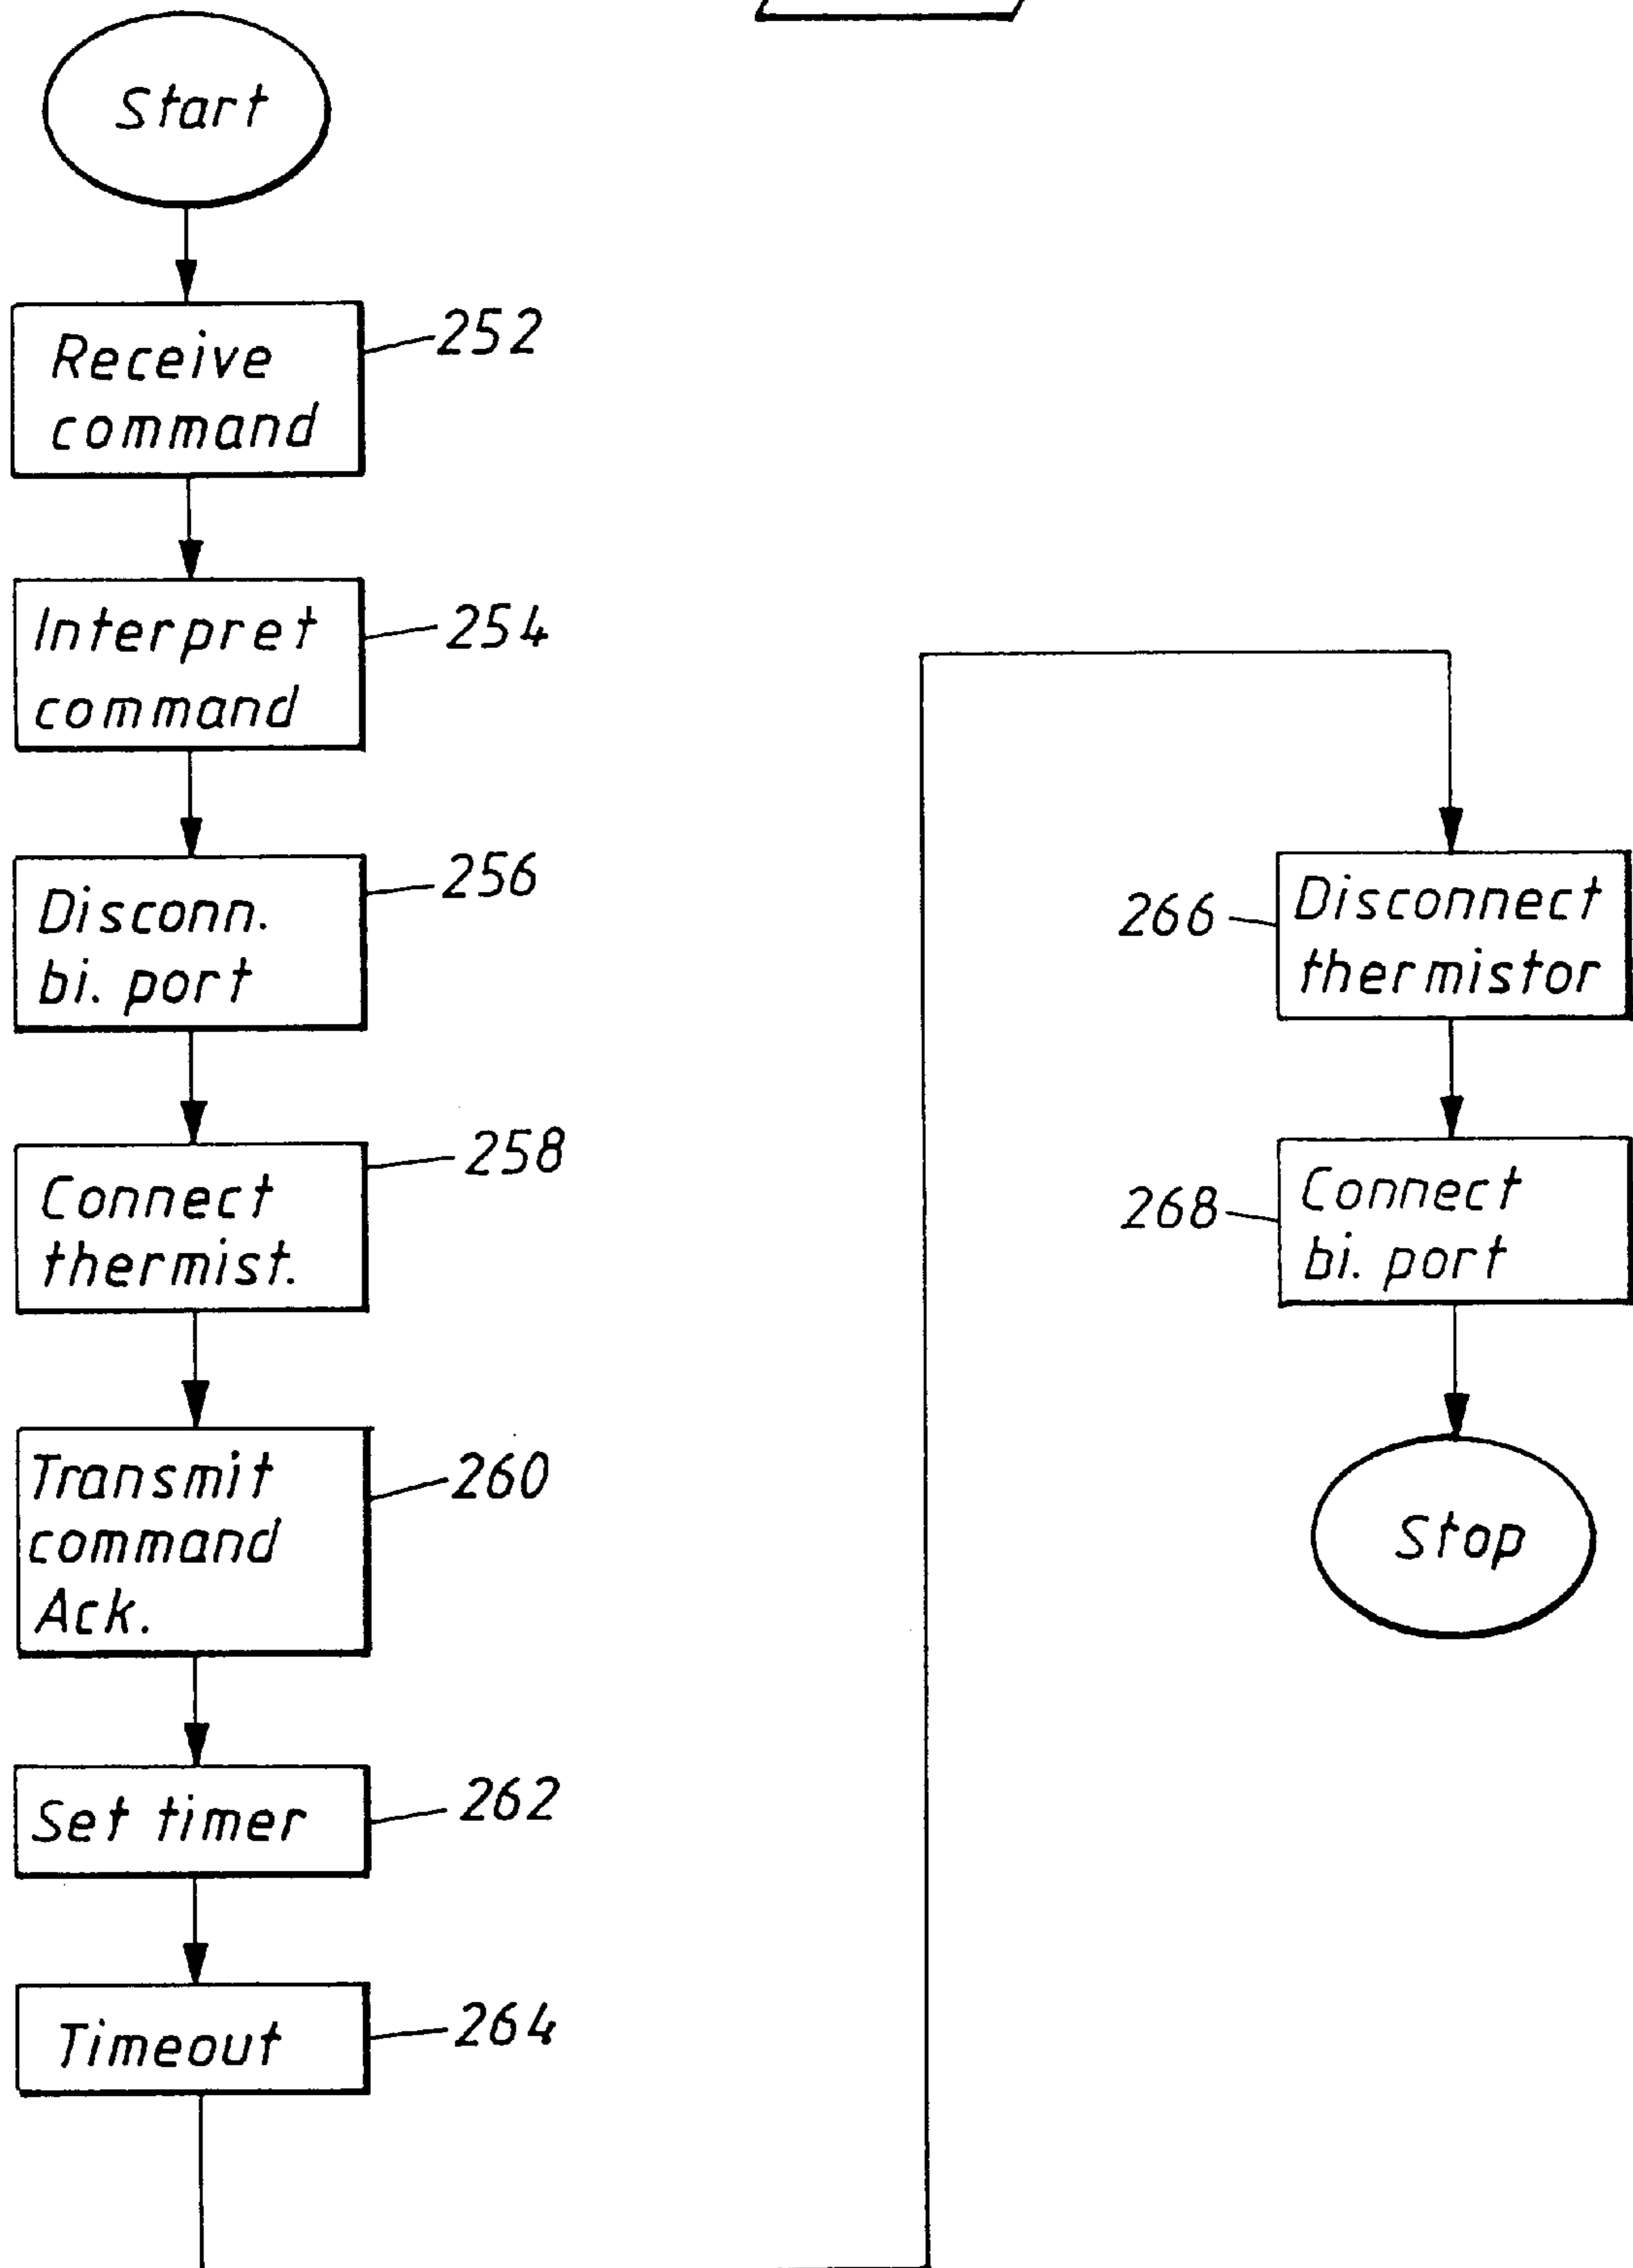 Start
Receive
command
252
Interpret
command
254
Disconn.
bi. port
256
Connect
thermist.
258
Transmit
command
Ack.
260
Set timer
262
Timeout
264
266
Disconnect
thermistor
268
Connect
bi. port
Stop